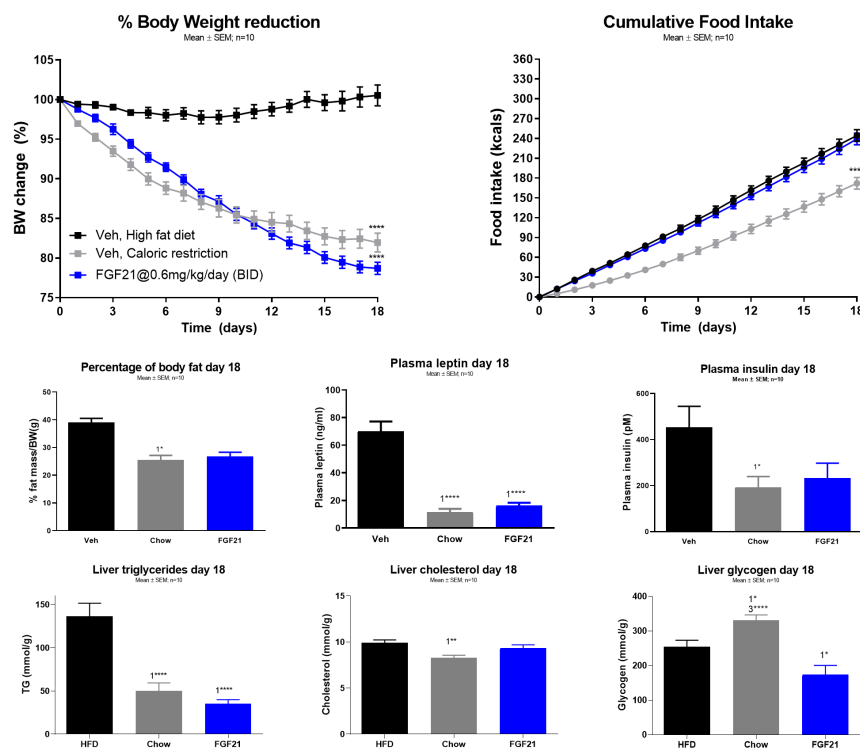 % Body Weight reduction
Mean ± SEM; n=10
105
100
95
90
85
80
75
BW change (%)
****
****
Veh, High fat diet
Veh, Caloric restriction
FGF21@0.6mg/kg/day (BID)
0 3 6 9 12 15 18
Time (days)
Cumulative Food Intake
Mean ± SEM; n=10
360
330
300
270
240
210
180
150
120
90
60
30
0
Food intake (kcals)
***
0 3 6 9 12 15 18
Time (days)
Percentage of body fat day 18
Mean ± SEM; n=10
50
40
30
20
10
0
% fat mass/BW(g)
1*
Veh Chow FGF21
Plasma leptin day 18
Mean ± SEM; n=10
100
80
60
40
20
0
Plasma leptin (ng/ml)
1**** 1****
Veh Chow FGF21
Plasma insulin day 18
Mean ± SEM; n=10
600
400
200
0
Plasma insulin (pM)
1*
Veh Chow FGF21
Liver triglycerides day 18
Mean ± SEM; n=10
150
100
50
0
TG (mmol/g)
1**** 1****
HFD Chow FGF21
Liver cholesterol day 18
Mean ± SEM; n=10
15
10
5
0
Cholesterol (mmol/g)
1**
HFD Chow FGF21
Liver glycogen day 18
Mean ± SEM; n=10
400
300
200
100
0
Glycogen (mmol/g)
1*
3****
1*
HFD Chow FGF21